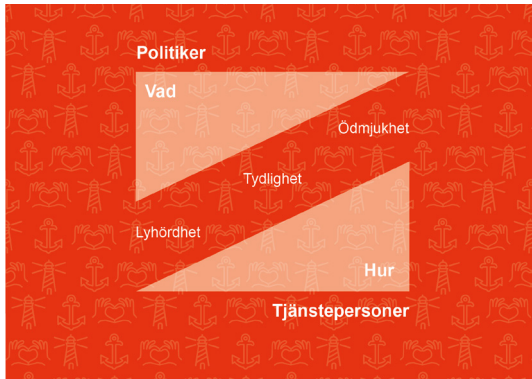 Politiker
Vad
Ödmjukhet
Tydlighet
Lyhördhet
Hur
Tjänstepersoner